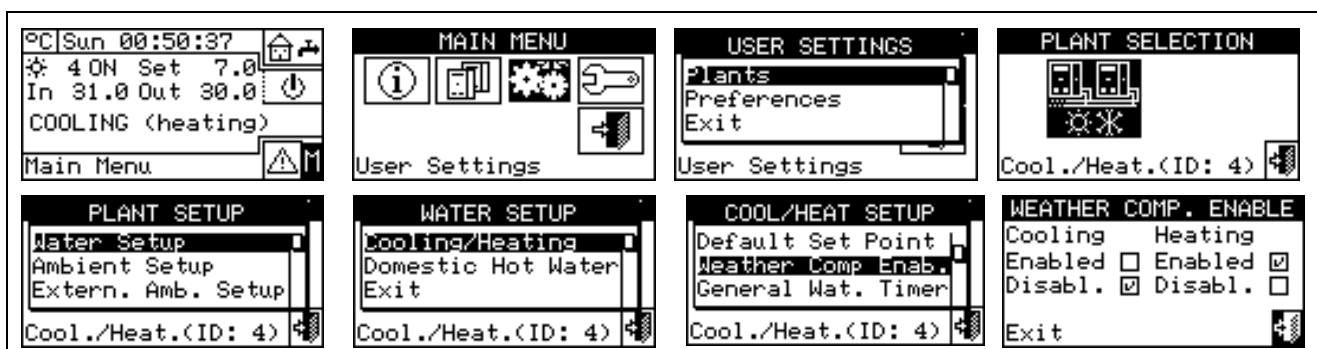 °C Sun 00:50:37
4 ON Set 7.0
In 31.0 Out 30.0
COOLING (heating)
Main Menu M
MAIN MENU
i
User Settings
USER SETTINGS
Plants
Preferences
Exit
User Settings
PLANT SELECTION
Cool./Heat.(ID: 4)
PLANT SETUP
Water Setup
Ambient Setup
Extern. Amb. Setup
Cool./Heat.(ID: 4)
WATER SETUP
Cooling/Heating
Domestic Hot Water
Exit
Cool./Heat.(ID: 4)
COOL/HEAT SETUP
Default Set Point
Weather Comp Enab.
General Wat. Timer
Cool./Heat.(ID: 4)
WEATHER COMP. ENABLE
Cooling Heating
Enabled ☐ Enabled ☑
Disabl. ☑ Disabl. ☐
Exit